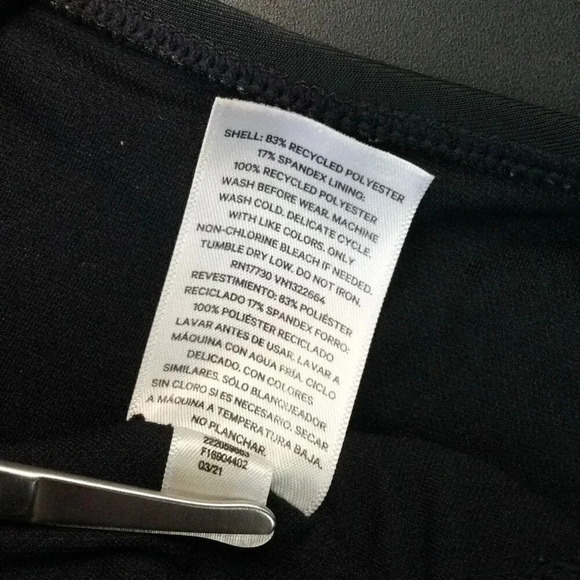 SHELL: 83% RECYCLED POLYESTER
17% SPANDEX LINING:
100% RECYCLED POLYESTER
WASH BEFORE WEAR. MACHINE
WASH COLD. DELICATE CYCLE.
WITH LIKE COLORS. ONLY
NON-CHLORINE BLEACH IF NEEDED.
TUMBLE DRY LOW. DO NOT IRON.
RN17730 VN1322664
REVESTIMIENTO: 83% POLIÉSTER
RECICLADO 17% SPANDEX FORRO:
100% POLIÉSTER RECICLADO
LAVAR ANTES DE USAR. LAVAR A
MÁQUINA CON AGUA FRÍA. CICLO
DELICADO. CON COLORES
SIMILARES. SÓLO BLANQUEADOR
SIN CLORO SI ES NECESARIO. SECAR
A MÁQUINA A TEMPERATURA BAJA.
NO PLANCHAR.
F16904402
03/21